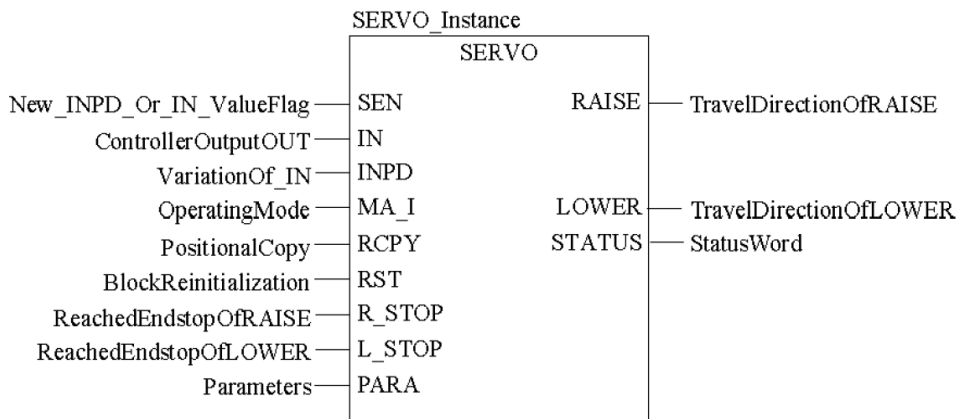 SERVO_Instance
SERVO
New_INPD_Or_IN_ValueFlag SEN RAISE TravelDirectionOfRAISE
ControllerOutputOUT IN
VariationOf_IN INPD
OperatingMode MA_I LOWER TravelDirectionOfLOWER
PositionalCopy RCPY STATUS StatusWord
BlockReinitialization RST
ReachedEndstopOfRAISE R_STOP
ReachedEndstopOfLOWER L_STOP
Parameters PARA